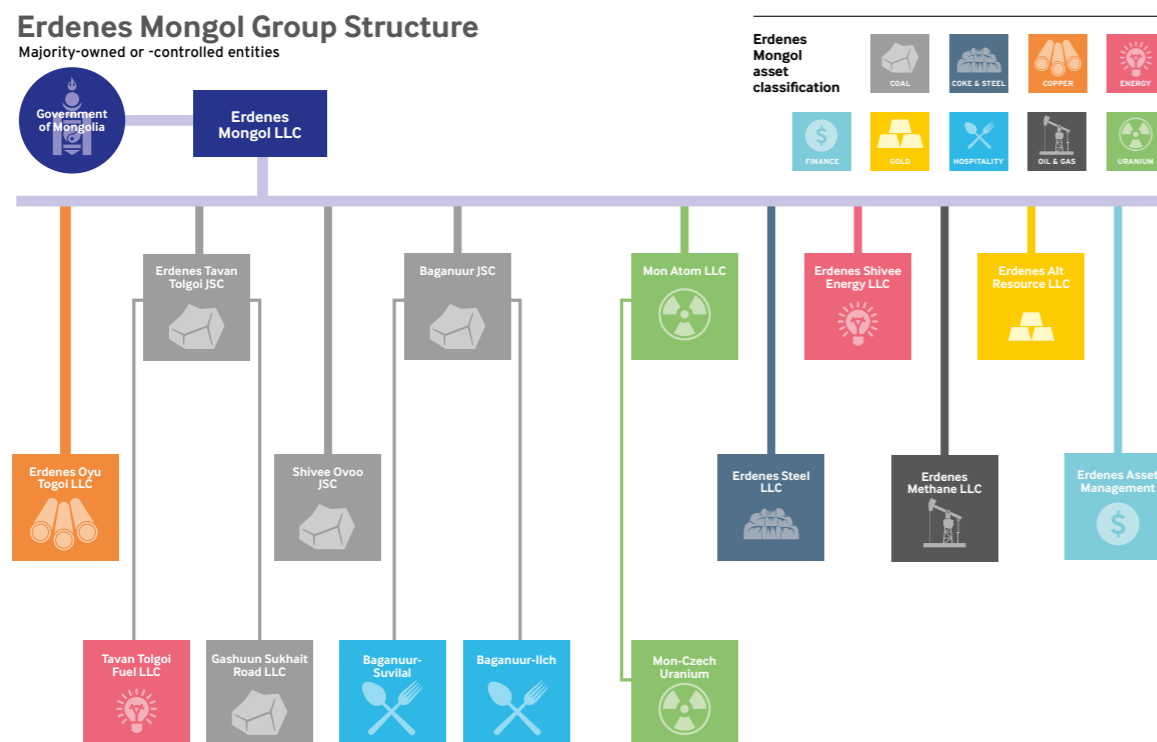 Erdenes Mongol Group Structure
Majority-owned or -controlled entities
Government
of Mongolia
Erdenes
Mongol LLC
Erdenes
Mongol
asset
classification
COAL
COKE & STEEL
COPPER
ENERGY
$
FINANCE
GOLD
HOSPITALITY
OIL & GAS
URANIUM
Erdenes Tavan
Tolgoi JSC
Baganuur JSC
Mon Atom LLC
Erdenes Shivee
Energy LLC
Erdenes Alt
Resource LLC
Erdenes Oyu
Togoi LLC
Shivee Ovoo
JSC
Erdenes Steel
LLC
Erdenes
Methane LLC
Erdenes Asset
Management
$
Tavan Tolgoi
Fuel LLC
Gashuun Sukhait
Road LLC
Baganuur-
Suvilal
Baganuur-Ilch
Mon-Czech
Uranium